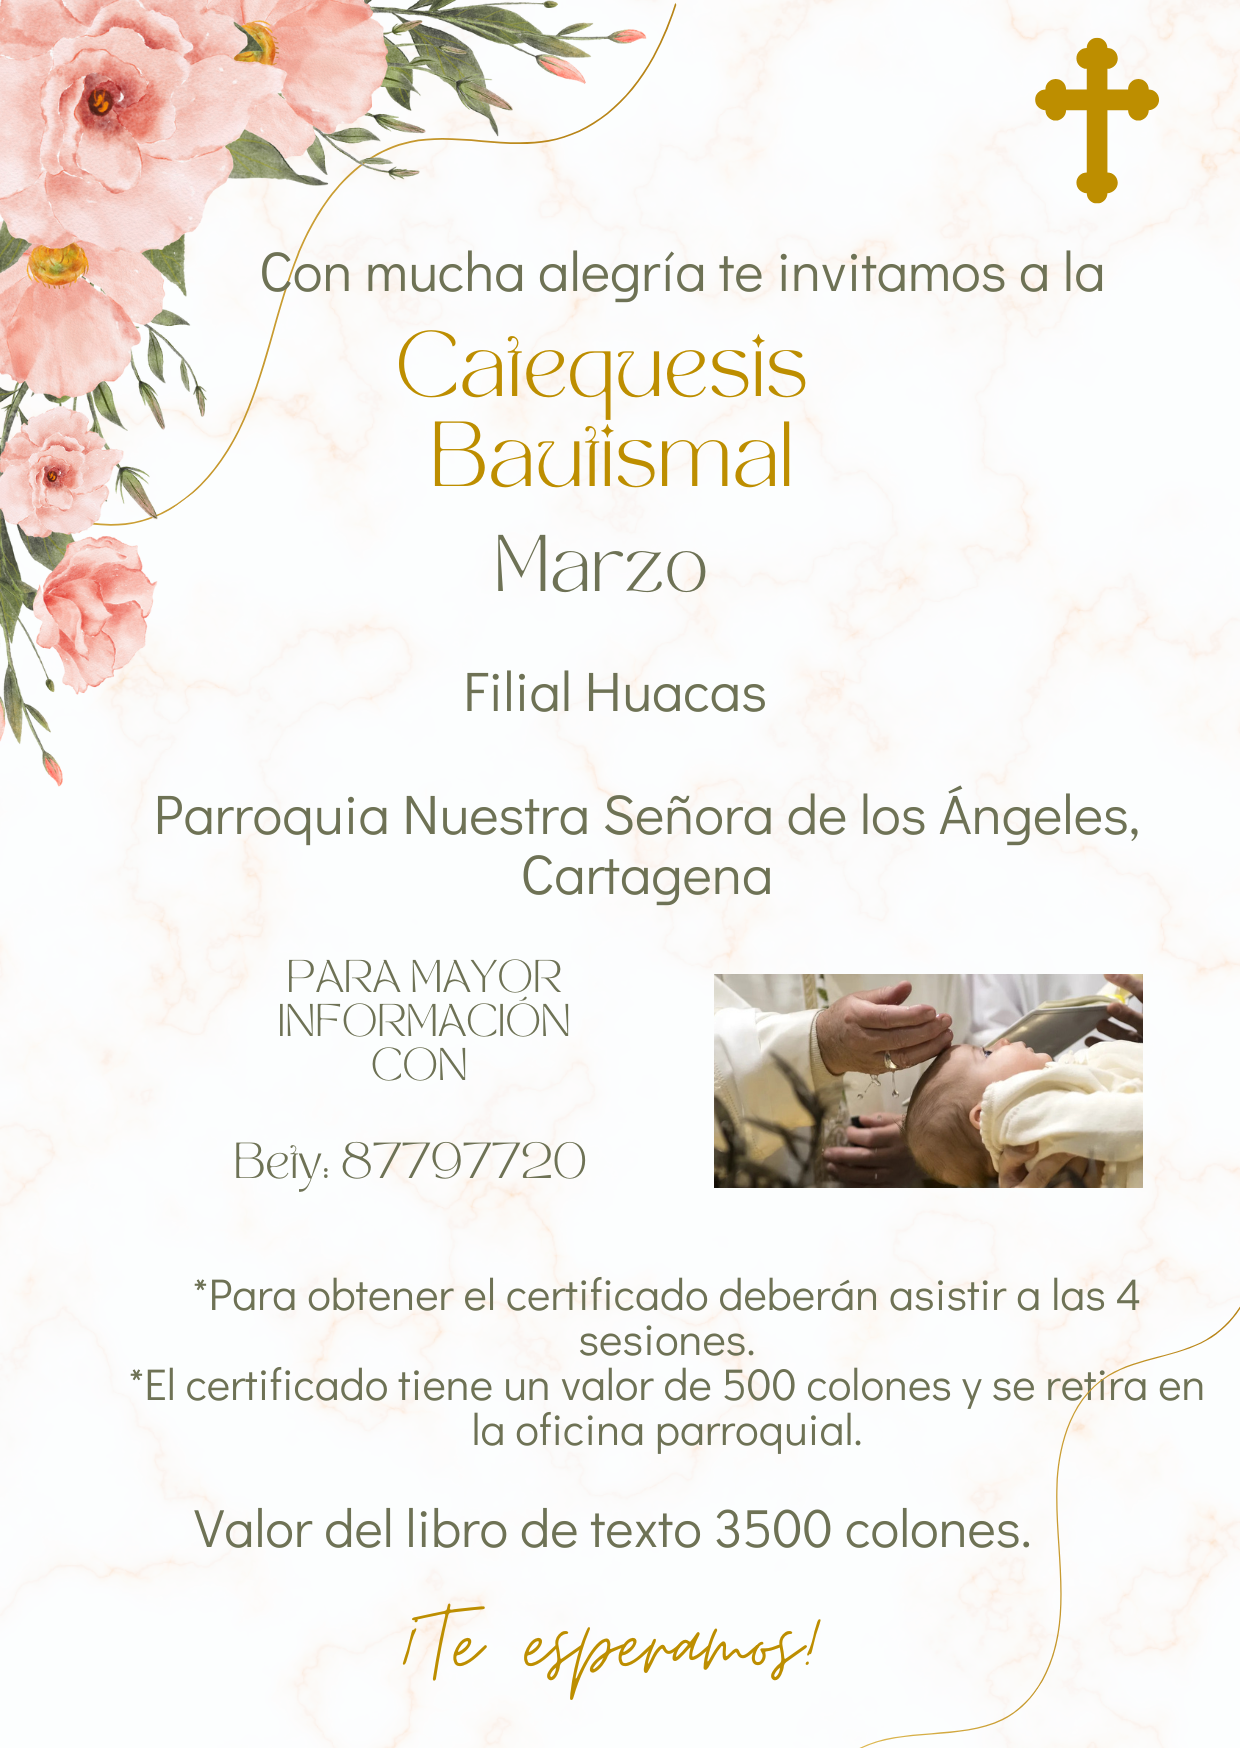 Con mucha alegría te invitamos a la
Catequesis
Bautismal
Marzo
Filial Huacas
Parroquia Nuestra Señora de los Ángeles,
Cartagena
PARA MAYOR
INFORMACIÓN
CON
Bety: 87797720
*Para obtener el certificado deberán asistir a las 4
sesiones.
*El certificado tiene un valor de 500 colones y se retira en
la oficina parroquial.
Valor del libro de texto 3500 colones.
¡Te esperamos!